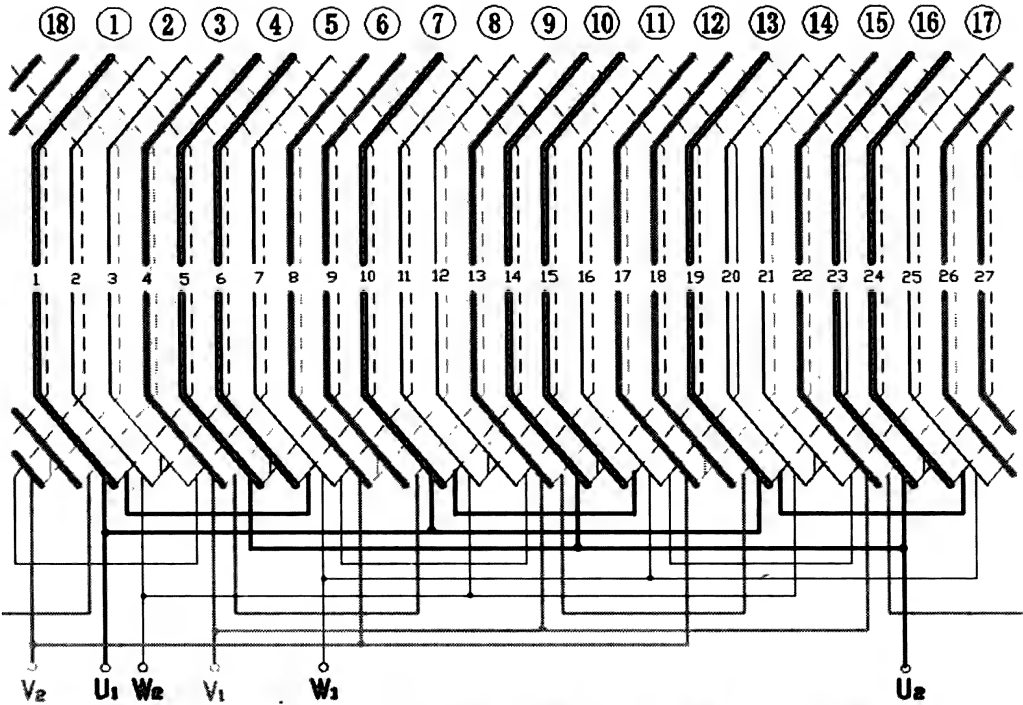 ⑱ ① ② ③ ④ ⑤ ⑥ ⑦ ⑧ ⑨ ⑩ ⑪ ⑫ ⑬ ⑭ ⑮ ⑯ ⑰
1 2 3 4 5 6 7 8 9 10 11 12 13 14 15 16 17 18 19 20 21 22 23 24 25 26 27
V2 U1 W2 V1 W1 U2